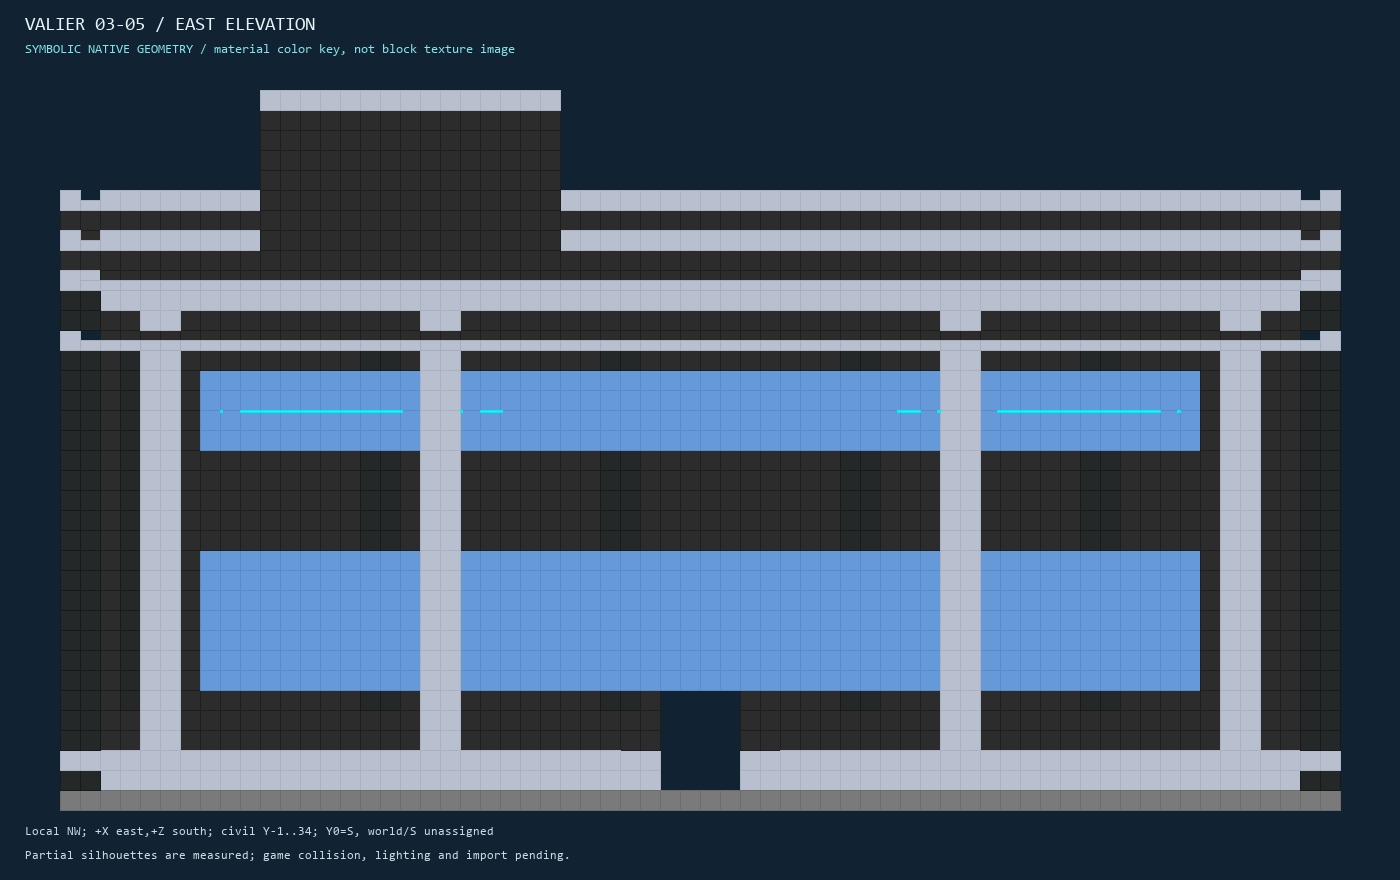 VALIER 03-05 / EAST ELEVATION
SYMBOLIC NATIVE GEOMETRY / material color key, not block texture image
Local NW; +X east,+Z south; civil Y-1..34; Y0=S, world/S unassigned
Partial silhouettes are measured; game collision, lighting and import pending.